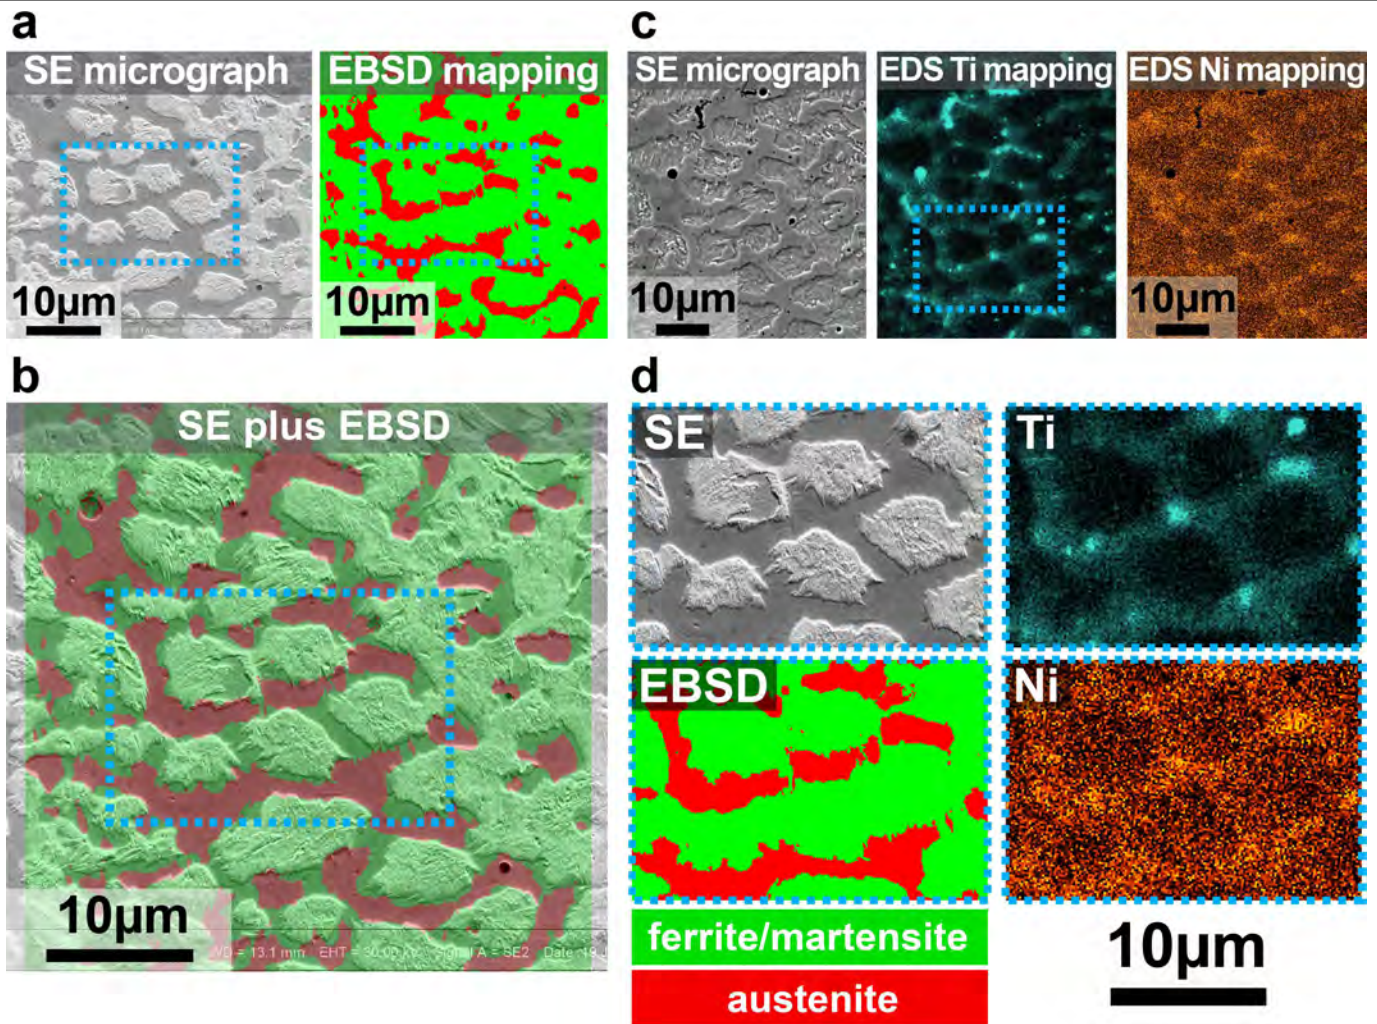 a
SE micrograph
EBSD mapping
10µm
10µm
c
SE micrograph
EDS Ti mapping
EDS Ni mapping
10µm
10µm
10µm
b
SE plus EBSD
10µm
WD = 13.1 mm EHT = 30.00 kV Signal A = SE2 Date
d
SE
Ti
EBSD
Ni
ferrite/martensite
austenite
10µm